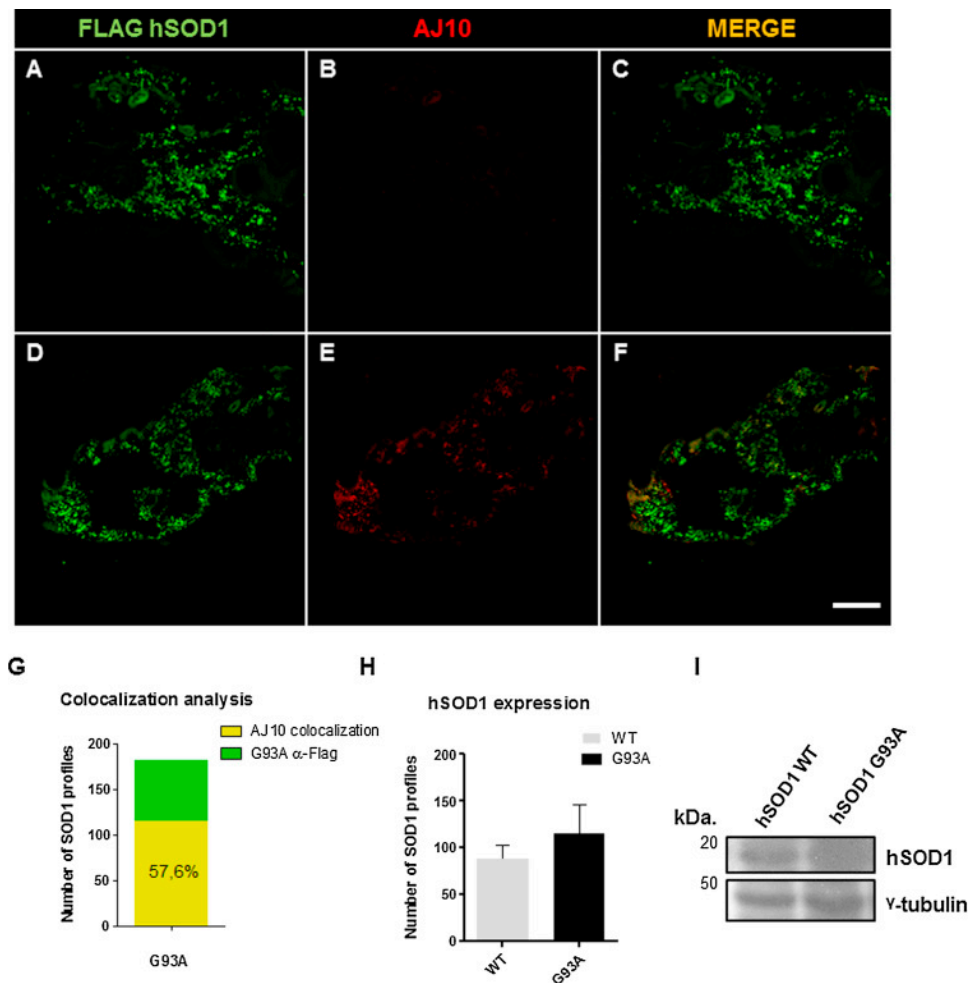 FLAG hSOD1 AJ10 MERGE
A B C
D E F
G H I
Colocalization analysis
AJ10 colocalization
G93A α-Flag
Number of SOD1 profiles
200
150
100
50
0
57,6%
G93A
hSOD1 expression
WT
G93A
Number of SOD1 profiles
200
150
100
50
0
WT G93A
hSOD1 WT hSOD1 G93A
kDa.
20 hSOD1
50 γ-tubulin